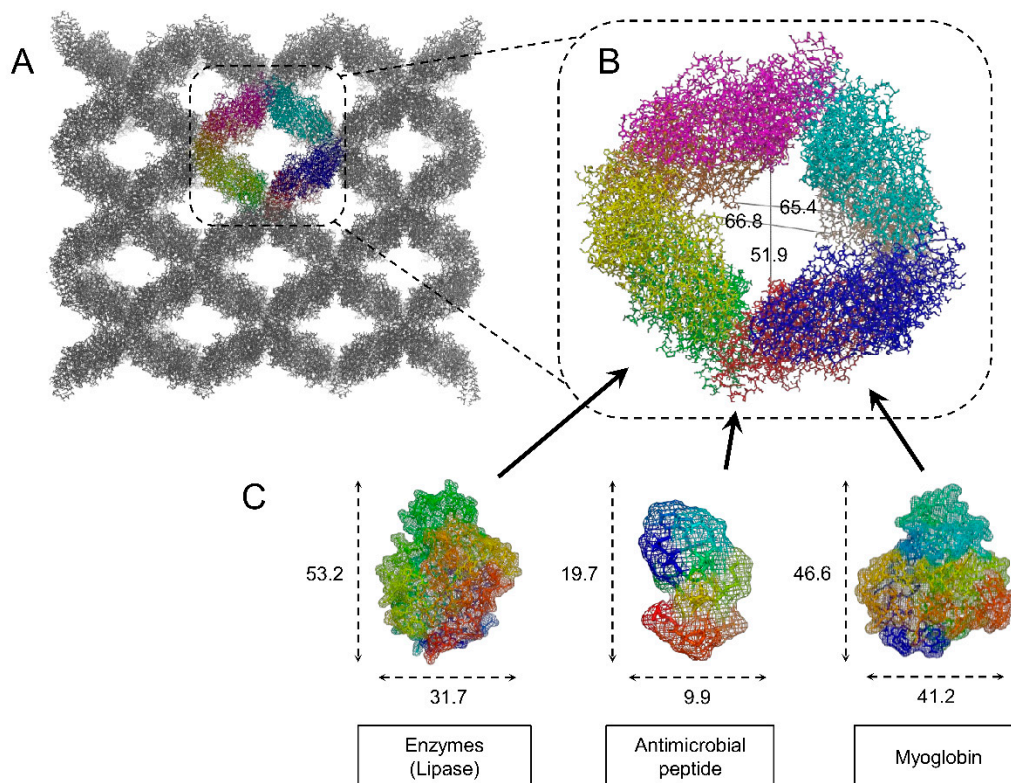 A
B
65.4
66.8
51.9
C
53.2
19.7
46.6
31.7
9.9
41.2
Enzymes
(Lipase)
Antimicrobial
peptide
Myoglobin